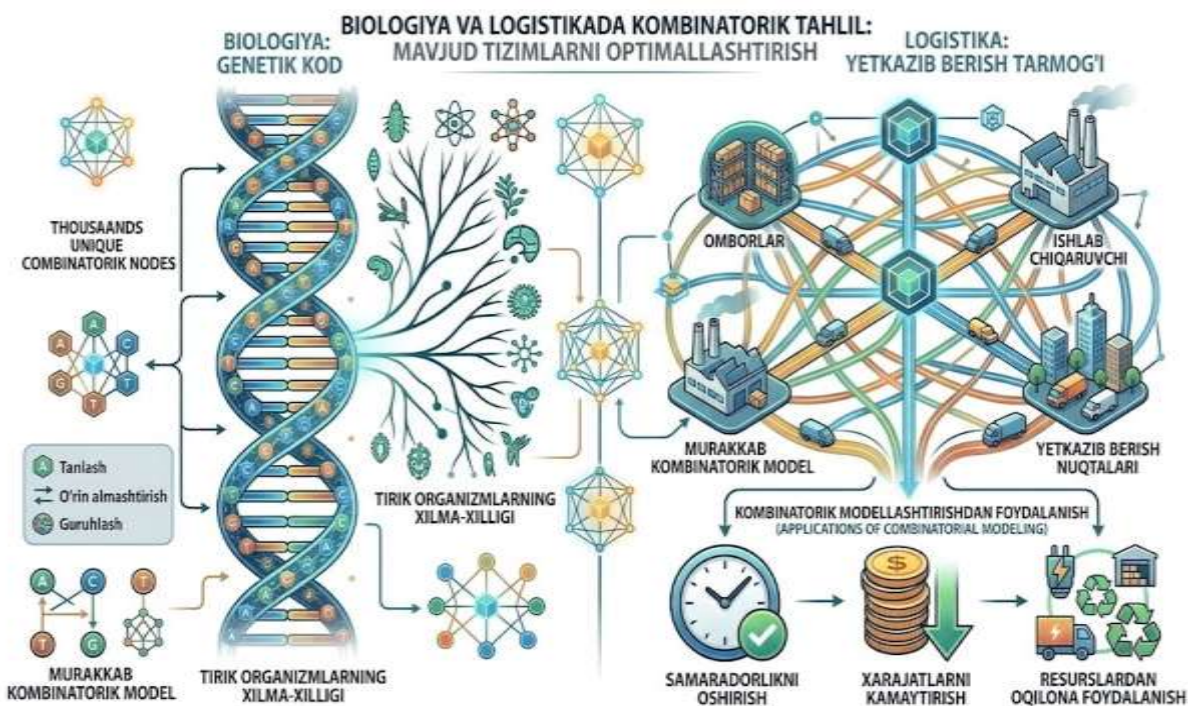 BIOLOGIYA VA LOGISTIKADA KOMBINATORIK TAHLIL:
MAVJUD TIZIMLARNI OPTIMALLASHTIRISH
BIOLOGIYA:
GENETIK KOD
THOUSAANDS
UNIQUE
COMBINATORIK NODES
A
A
C
G
T
T
A Tanlash
O'rin almashtirish
Guruhlash
A
C
T
T
G
MURAKKAB
KOMBINATORIK MODEL
TIRIK ORGANIZMLARNING
XILMA-XILLIGI
TIRIK ORGANIZMLARNING
XILMA-XILLIGI
LOGISTIKA:
YETKAZIB BERISH TARMOG'I
OMBORLAR
ISHLAB
CHIQARUVCHI
MURAKKAB
KOMBINATORIK MODEL
YETKAZIB BERISH
NUQTALARI
KOMBINATORIK MODELLASHTIRISHDAN FOYDALANISH
(APPLICATIONS OF COMBINATORIAL MODELING)
$
SAMARADORLIKNI
OSHIRISH
XARAJATLARNI
KAMAYTIRISH
RESURSLARDAN
OQILONA FOYDALANISH